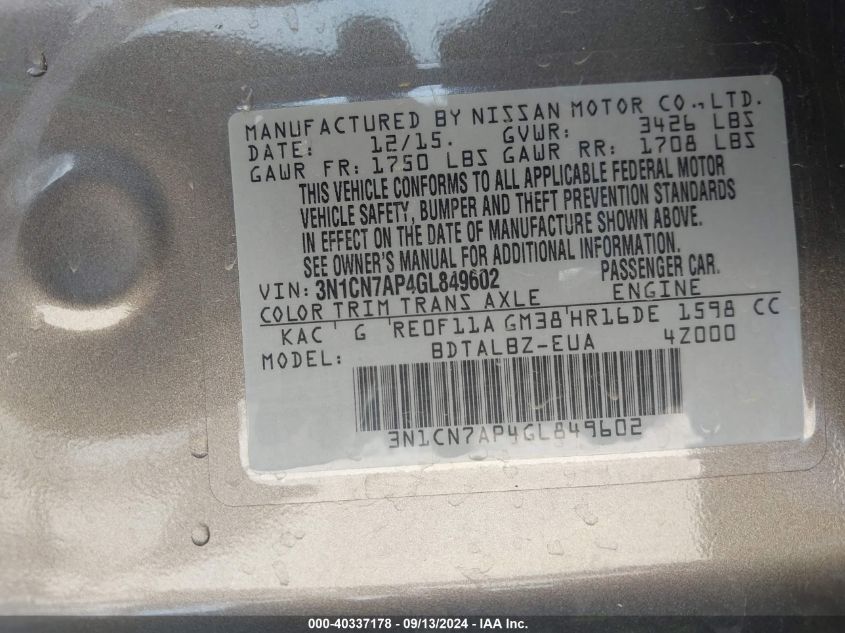 MANUFACTURED BY NISSAN MOTOR CO.,LTD.
DATE: 12/15. GVWR: 3426 LBS
GAWR FR: 1750 LBS GAWR RR: 1708 LBS
THIS VEHICLE CONFORMS TO ALL APPLICABLE FEDERAL MOTOR
VEHICLE SAFETY, BUMPER AND THEFT PREVENTION STANDARDS
IN EFFECT ON THE DATE OF MANUFACTURE SHOWN ABOVE.
SEE OWNER'S MANUAL FOR ADDITIONAL INFORMATION.
VIN: 3N1CN7AP4GL849602 PASSENGER CAR.
COLOR TRIM TRANS AXLE ENGINE
KAC G RE0F11A GM38 HR16DE 1598 CC
MODEL: BDTALBZ-EUA 4Z000
3N1CN7AP4GL849602
000-40337178 - 09/13/2024 - IAA Inc.